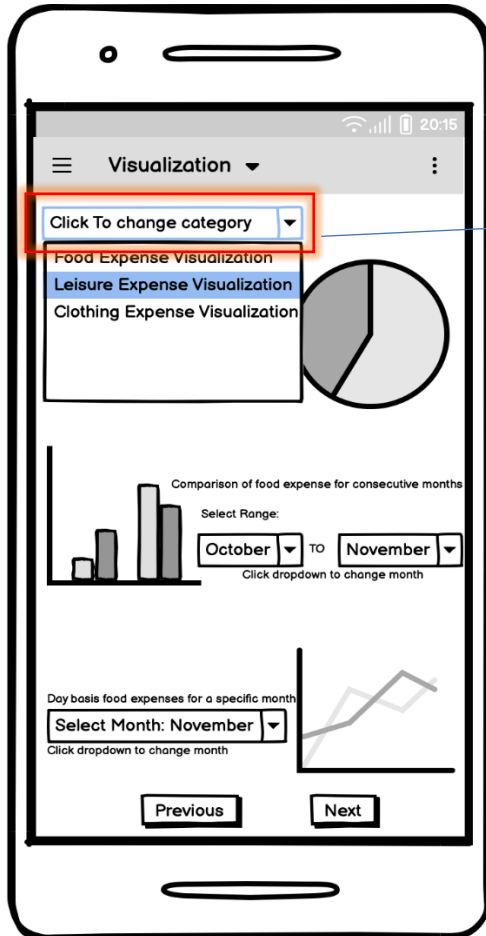 20:15
Visualization
Click To change category
Food Expense Visualization
Leisure Expense Visualization
Clothing Expense Visualization
Comparison of food expense for consecutive months
Select Range:
October TO November
Click dropdown to change month
Day basis food expenses for a specific month
Select Month: November
Click dropdown to change month
Previous Next